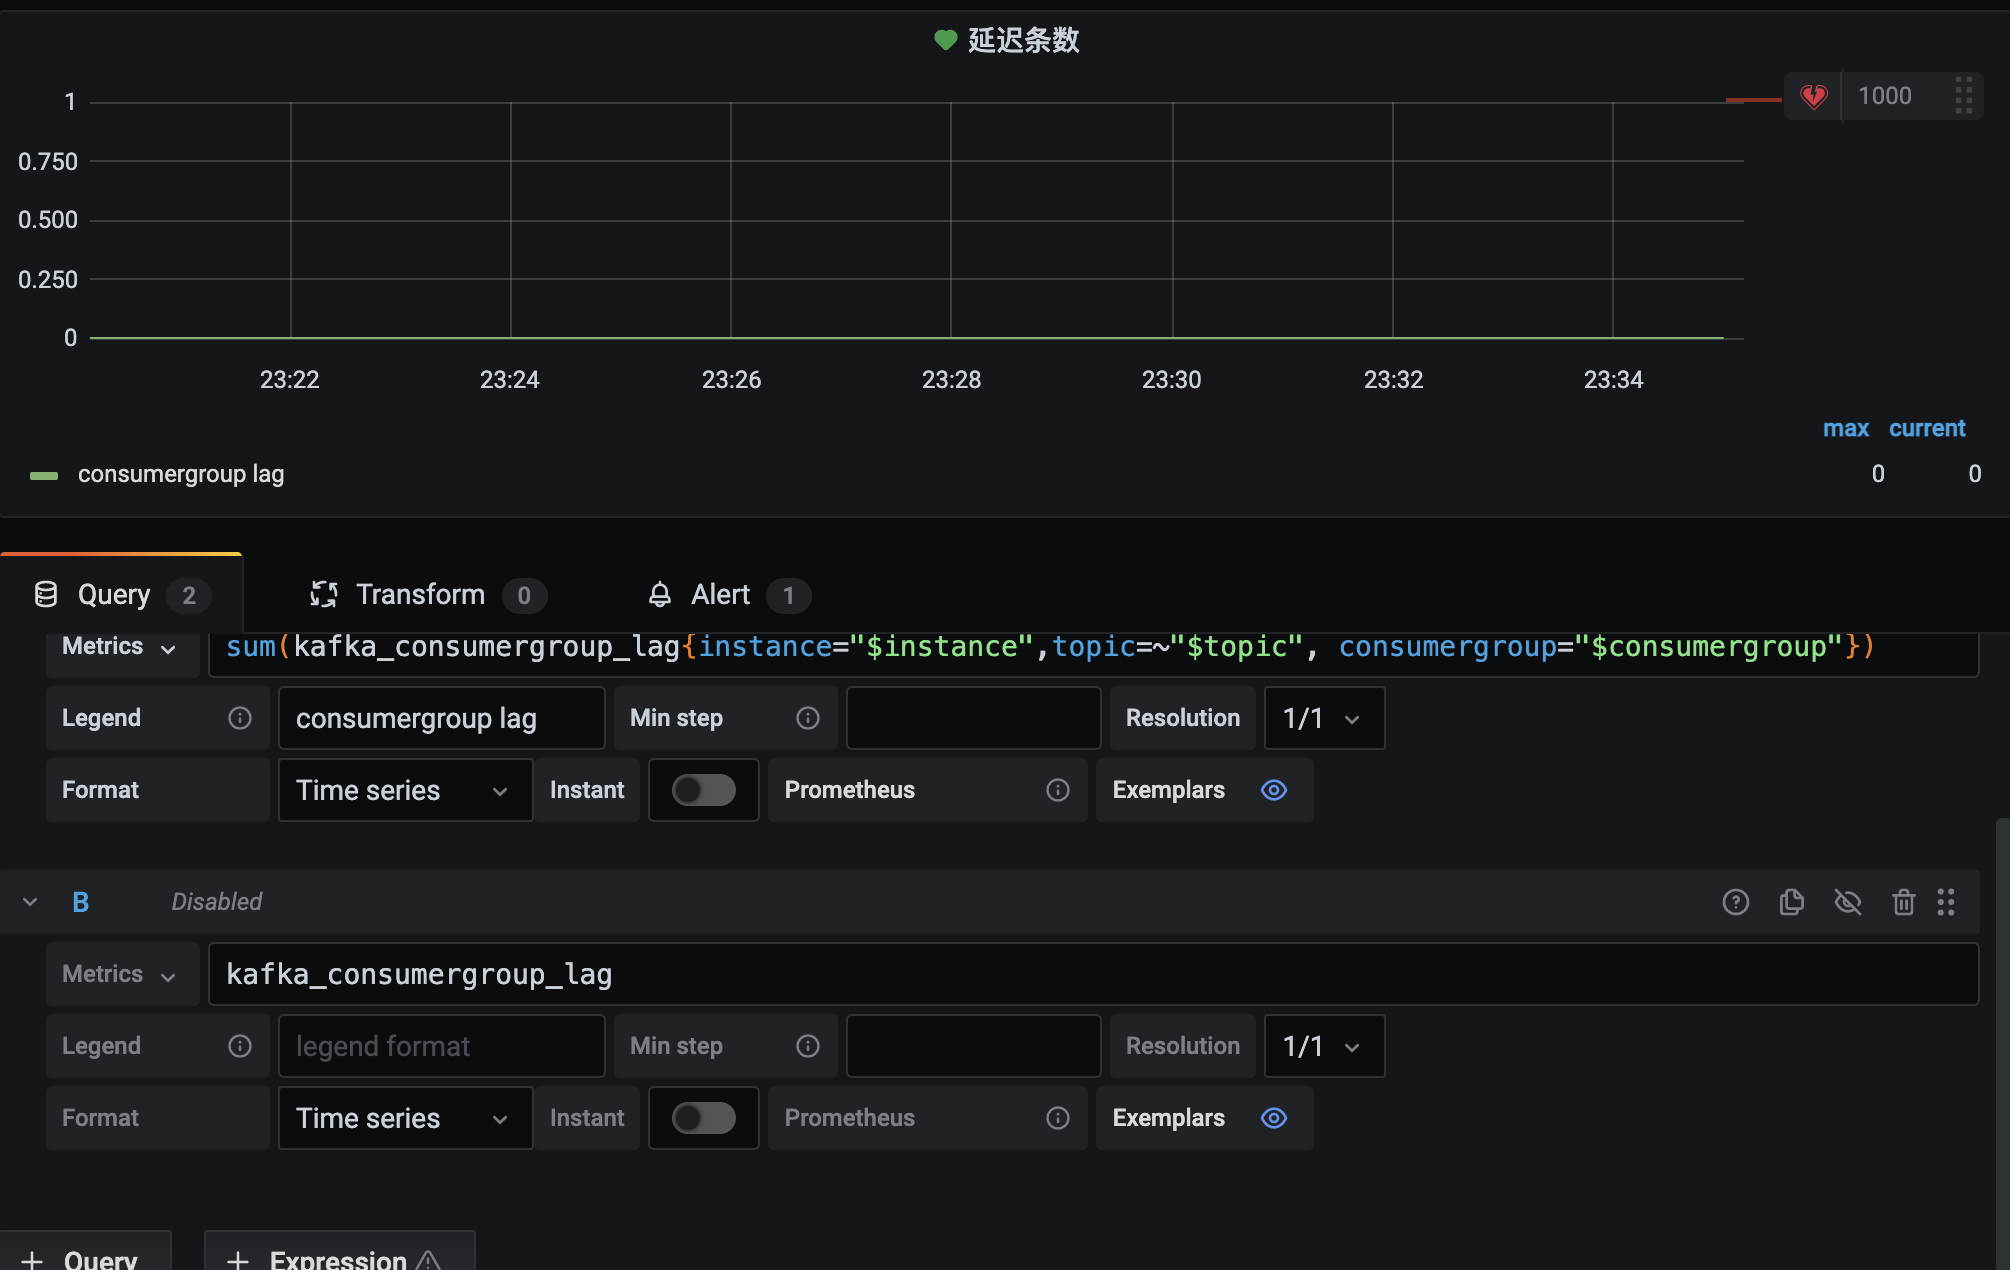 延迟条数
1
1000
0.750
0.500
0.250
0
23:22 23:24 23:26 23:28 23:30 23:32 23:34
max current
consumergroup lag 0 0
Query 2 Transform 0 Alert 1
Metrics sum(kafka_consumergroup_lag{instance="$instance",topic=~"$topic", consumergroup="$consumergroup"})
Legend consumergroup lag Min step Resolution 1/1
Format Time series Instant Prometheus Exemplars
B Disabled
Metrics kafka_consumergroup_lag
Legend legend format Min step Resolution 1/1
Format Time series Instant Prometheus Exemplars
+ Query + Expression